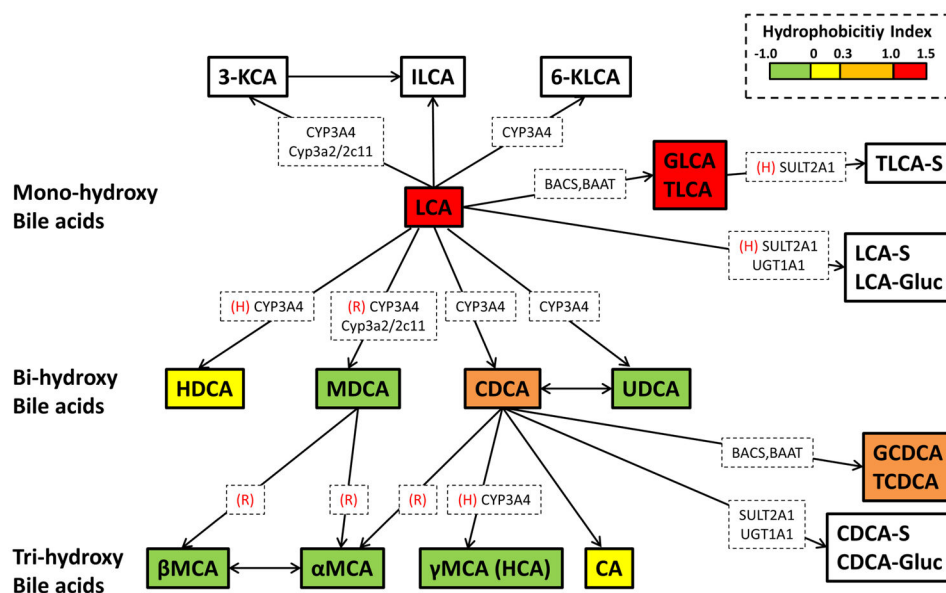 Hydrophobicitiy Index
-1.0 0 0.3 1.0 1.5
3-KCA
ILCA
6-KLCA
CYP3A4
Cyp3a2/2c11
CYP3A4
Mono-hydroxy
Bile acids
LCA
BACS,BAAT
GLCA
TLCA
(H) SULT2A1
TLCA-S
(H) SULT2A1
UGT1A1
LCA-S
LCA-Gluc
(H) CYP3A4
(R) CYP3A4
Cyp3a2/2c11
CYP3A4
CYP3A4
Bi-hydroxy
Bile acids
HDCA
MDCA
CDCA
UDCA
BACS,BAAT
GCDCA
TCDCA
(R)
(R)
(R)
(H) CYP3A4
SULT2A1
UGT1A1
CDCA-S
CDCA-Gluc
Tri-hydroxy
Bile acids
βMCA
αMCA
γMCA (HCA)
CA